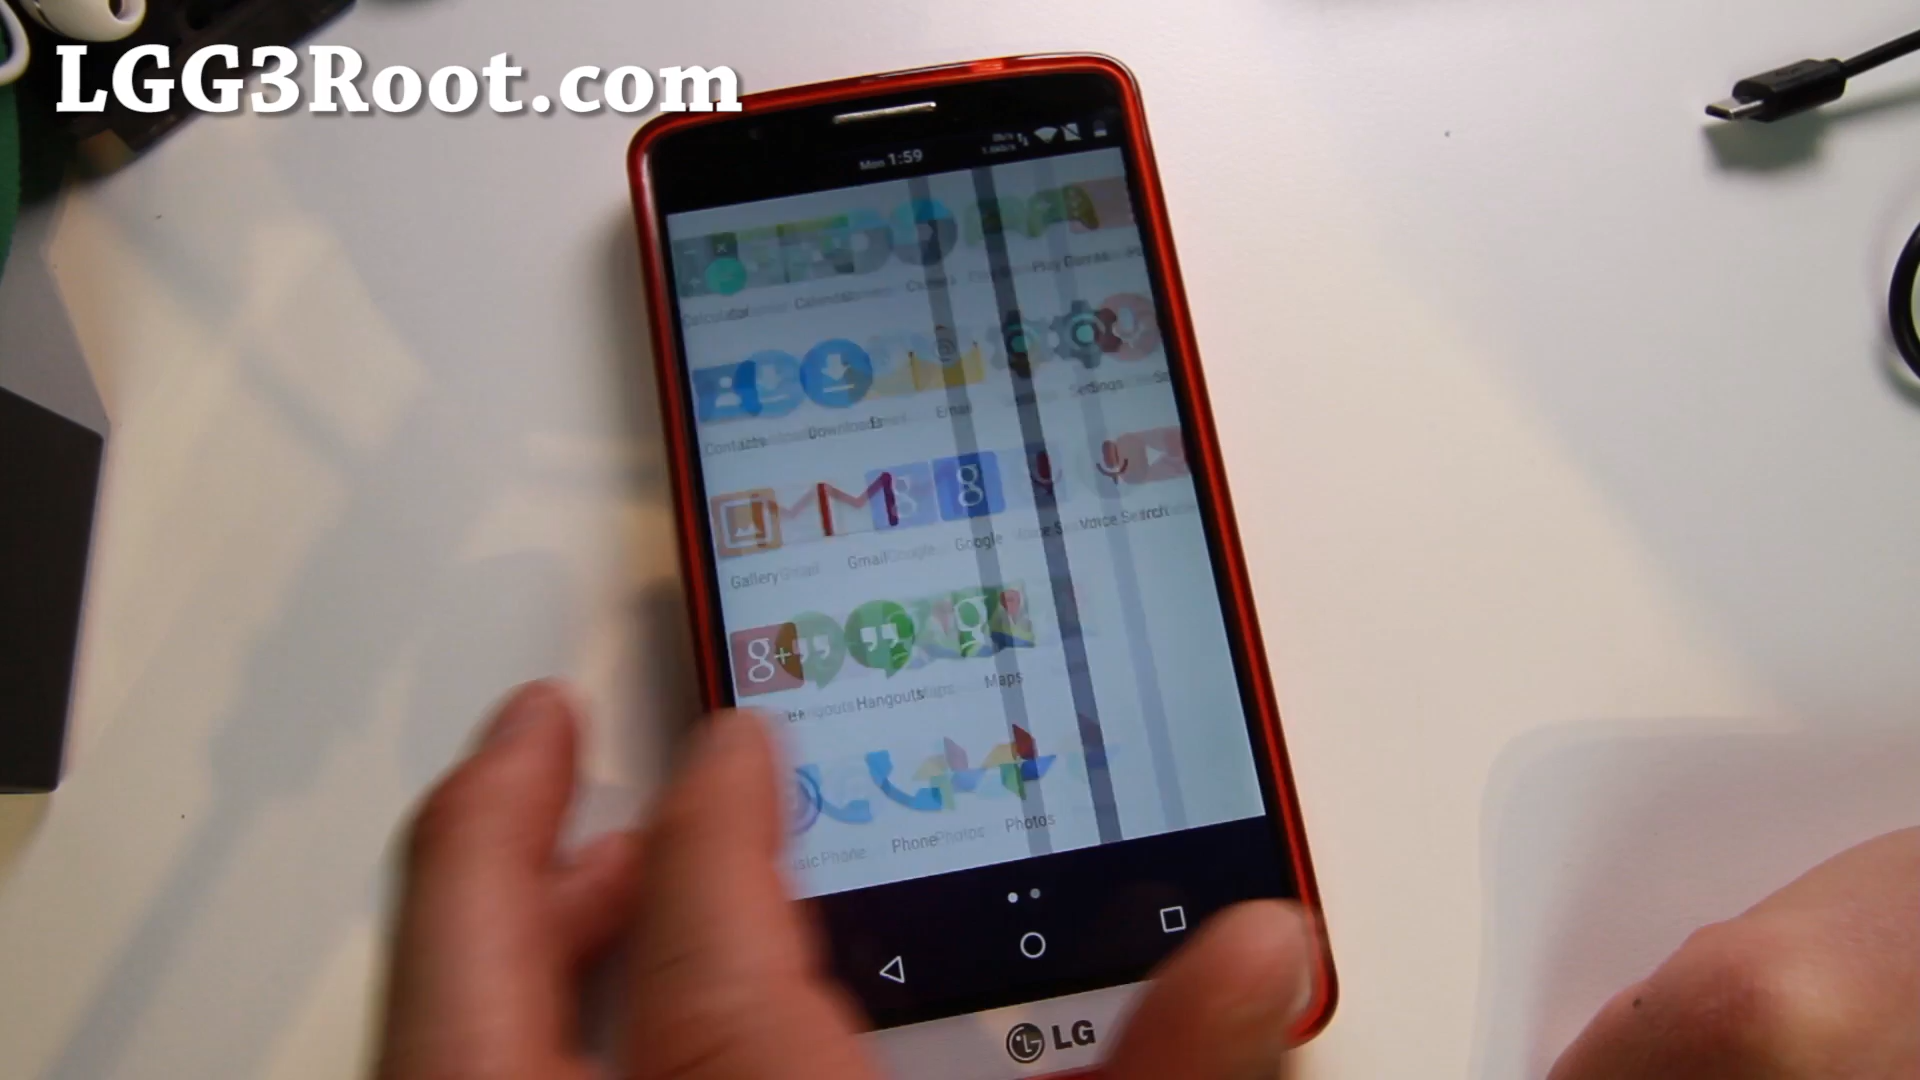 LGG3Root.com
Mon 1:59
Play Games
Contacts Downloads Email
Settings
Gallery Gmail Google Voice Search
Hangouts Maps
Phone Photos
LG